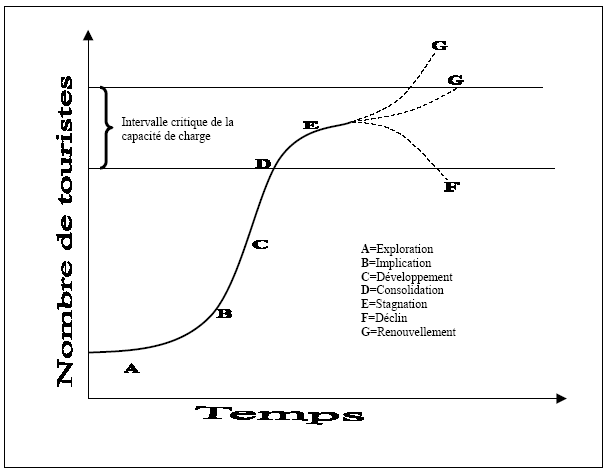 Nombre de touristes
G
G
Intervalle critique de la
capacité de charge
E
D
F
C
B
A
A=Exploration
B=Implication
C=Développement
D=Consolidation
E=Stagnation
F=Déclin
G=Renouvellement
Temps